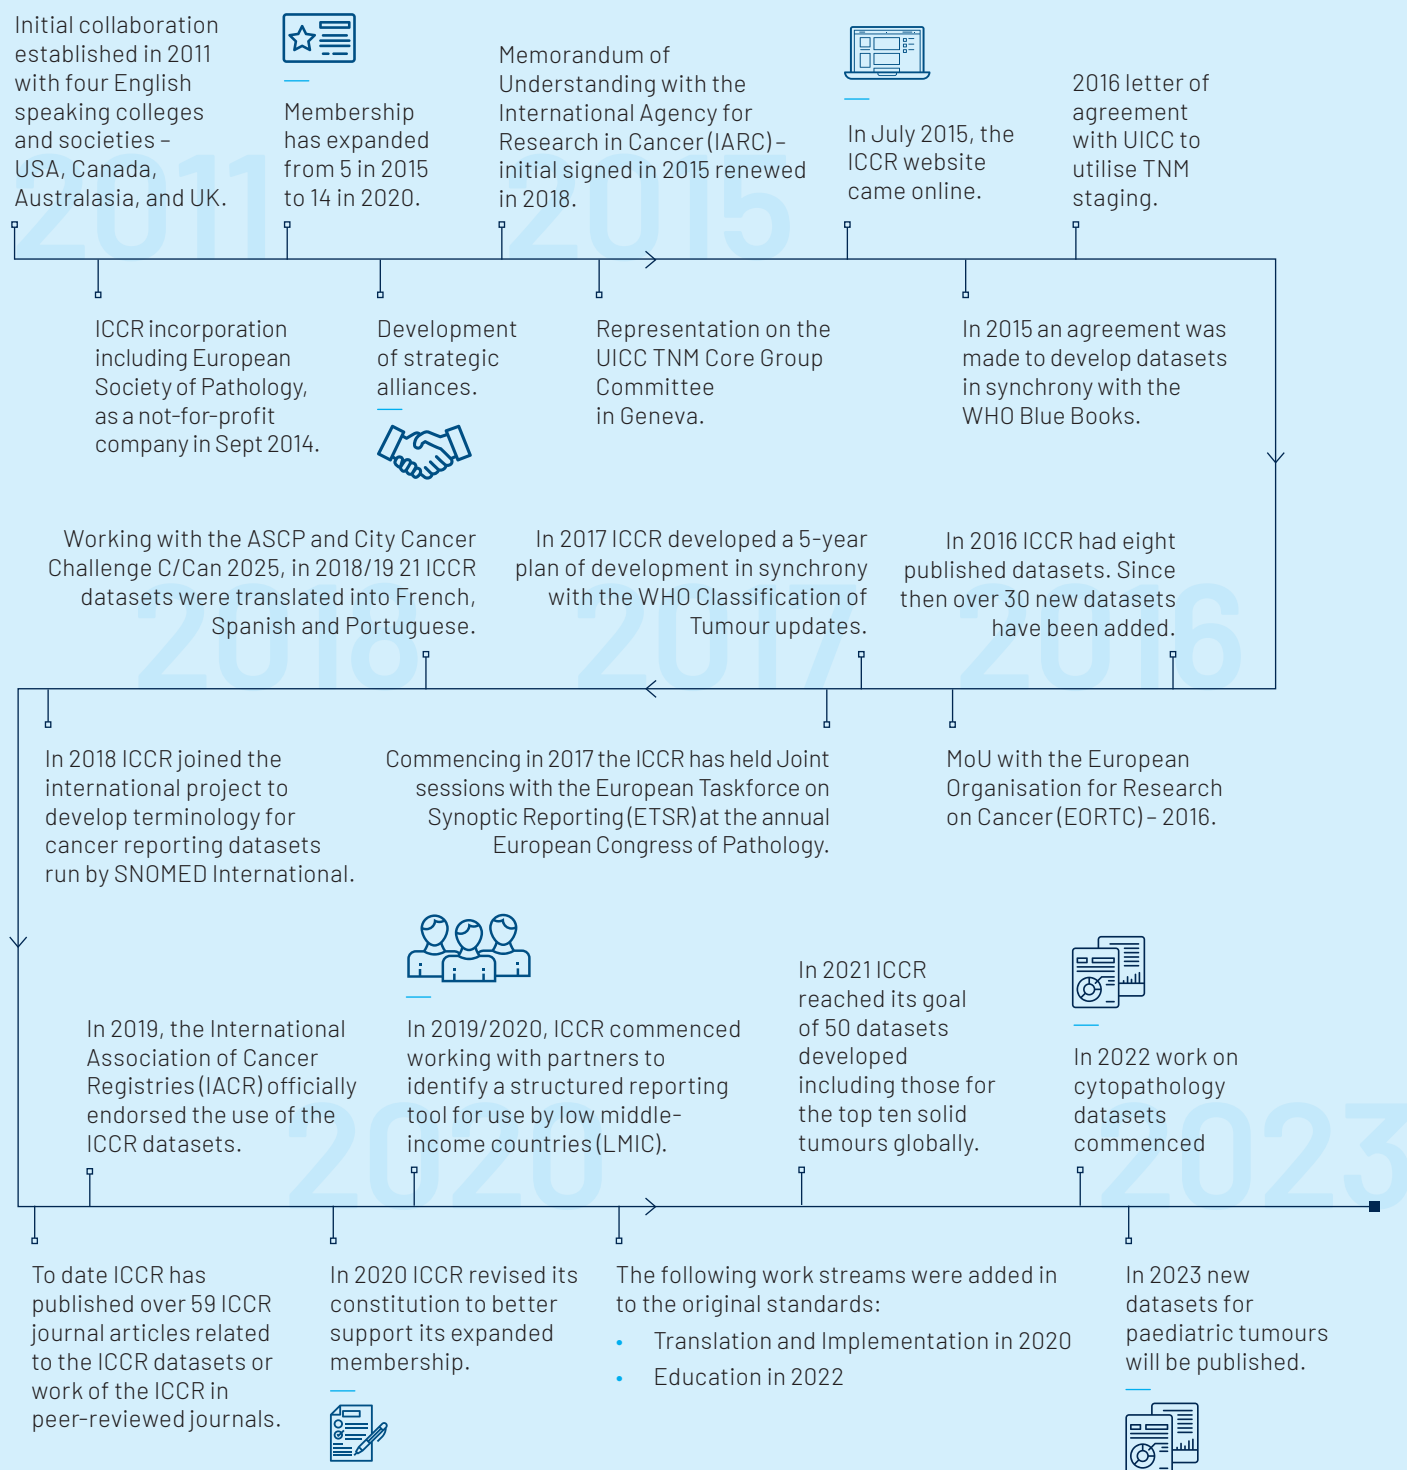 Initial collaboration
established in 2011
with four English
speaking colleges
and societies –
USA, Canada,
Australasia, and UK.
Membership
has expanded
from 5 in 2015
to 14 in 2020.
Memorandum of
Understanding with the
International Agency for
Research in Cancer (IARC) –
initial signed in 2015 renewed
in 2018.
In July 2015, the
ICCR website
came online.
2016 letter of
agreement
with UICC to
utilise TNM
staging.
2011
2015
ICCR incorporation
including European
Society of Pathology,
as a not-for-profit
company in Sept 2014.
Development
of strategic
alliances.
Representation on the
UICC TNM Core Group
Committee
in Geneva.
In 2015 an agreement was
made to develop datasets
in synchrony with the
WHO Blue Books.
Working with the ASCP and City Cancer
Challenge C/Can 2025, in 2018/19 21 ICCR
datasets were translated into French,
Spanish and Portuguese.
In 2017 ICCR developed a 5-year
plan of development in synchrony
with the WHO Classification of
Tumour updates.
In 2016 ICCR had eight
published datasets. Since
then over 30 new datasets
have been added.
2018
2017
2016
In 2018 ICCR joined the
international project to
develop terminology for
cancer reporting datasets
run by SNOMED International.
Commencing in 2017 the ICCR has held Joint
sessions with the European Taskforce on
Synoptic Reporting (ETSR) at the annual
European Congress of Pathology.
MoU with the European
Organisation for Research
on Cancer (EORTC) – 2016.
In 2019, the International
Association of Cancer
Registries (IACR) officially
endorsed the use of the
ICCR datasets.
In 2019/2020, ICCR commenced
working with partners to
identify a structured reporting
tool for use by low middle-
income countries (LMIC).
In 2021 ICCR
reached its goal
of 50 datasets
developed
including those for
the top ten solid
tumours globally.
In 2022 work on
cytopathology
datasets
commenced
2020
2023
To date ICCR has
published over 59 ICCR
journal articles related
to the ICCR datasets or
work of the ICCR in
peer-reviewed journals.
In 2020 ICCR revised its
constitution to better
support its expanded
membership.
The following work streams were added in
to the original standards:
• Translation and Implementation in 2020
• Education in 2022
In 2023 new
datasets for
paediatric tumours
will be published.